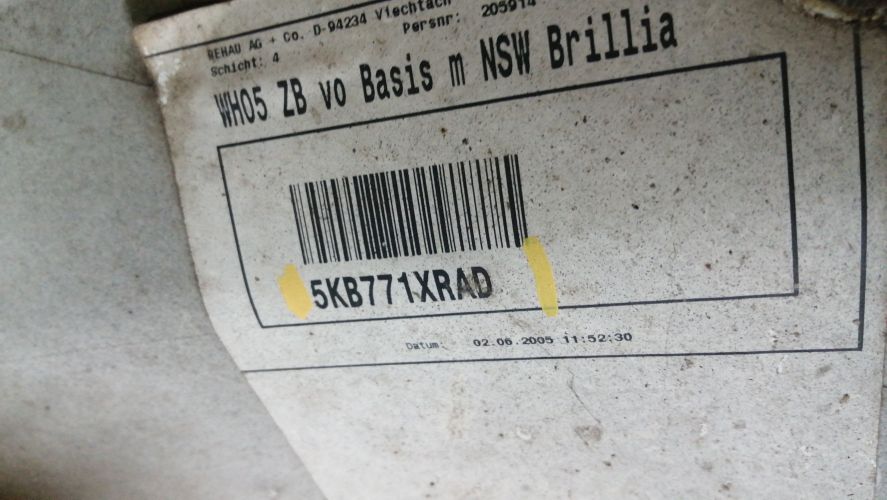 REHAU AG + Co. D-94234 Viechtach
Schicht: 4 Persnr: 205914
WH05 ZB vo Basis m NSW Brillia
5KB771XRAD
Datum: 02.06.2005 11:52:30